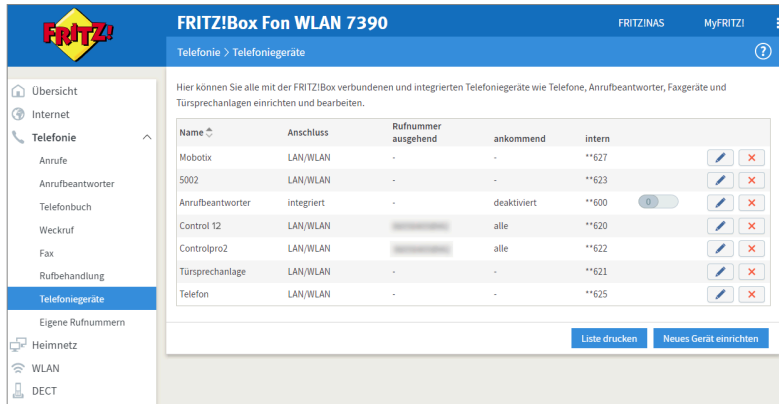 FRITZ!
FRITZ!Box Fon WLAN 7390
FRITZ!NAS
MyFRITZ!
Telefonie > Telefoniegeräte
?
Übersicht
Internet
Telefonie
Anrufe
Anrufbeantworter
Telefonbuch
Weckruf
Fax
Rufbehandlung
Telefoniegeräte
Eigene Rufnummern
Heimnetz
WLAN
DECT
Hier können Sie alle mit der FRITZ!Box verbundenen und integrierten Telefoniegeräte wie Telefone, Anrufbeantworter, Faxgeräte und
Türsprechanlagen einrichten und bearbeiten.
Name Anschluss Rufnummer ausgehend ankommend intern
Mobotix LAN/WLAN - - **627
5002 LAN/WLAN - - **623
Anrufbeantworter integriert - deaktiviert **600 0
Control 12 LAN/WLAN alle **620
Controlpro2 LAN/WLAN alle **622
Türsprechanlage LAN/WLAN - - **621
Telefon LAN/WLAN - - **625
Liste drucken Neues Gerät einrichten